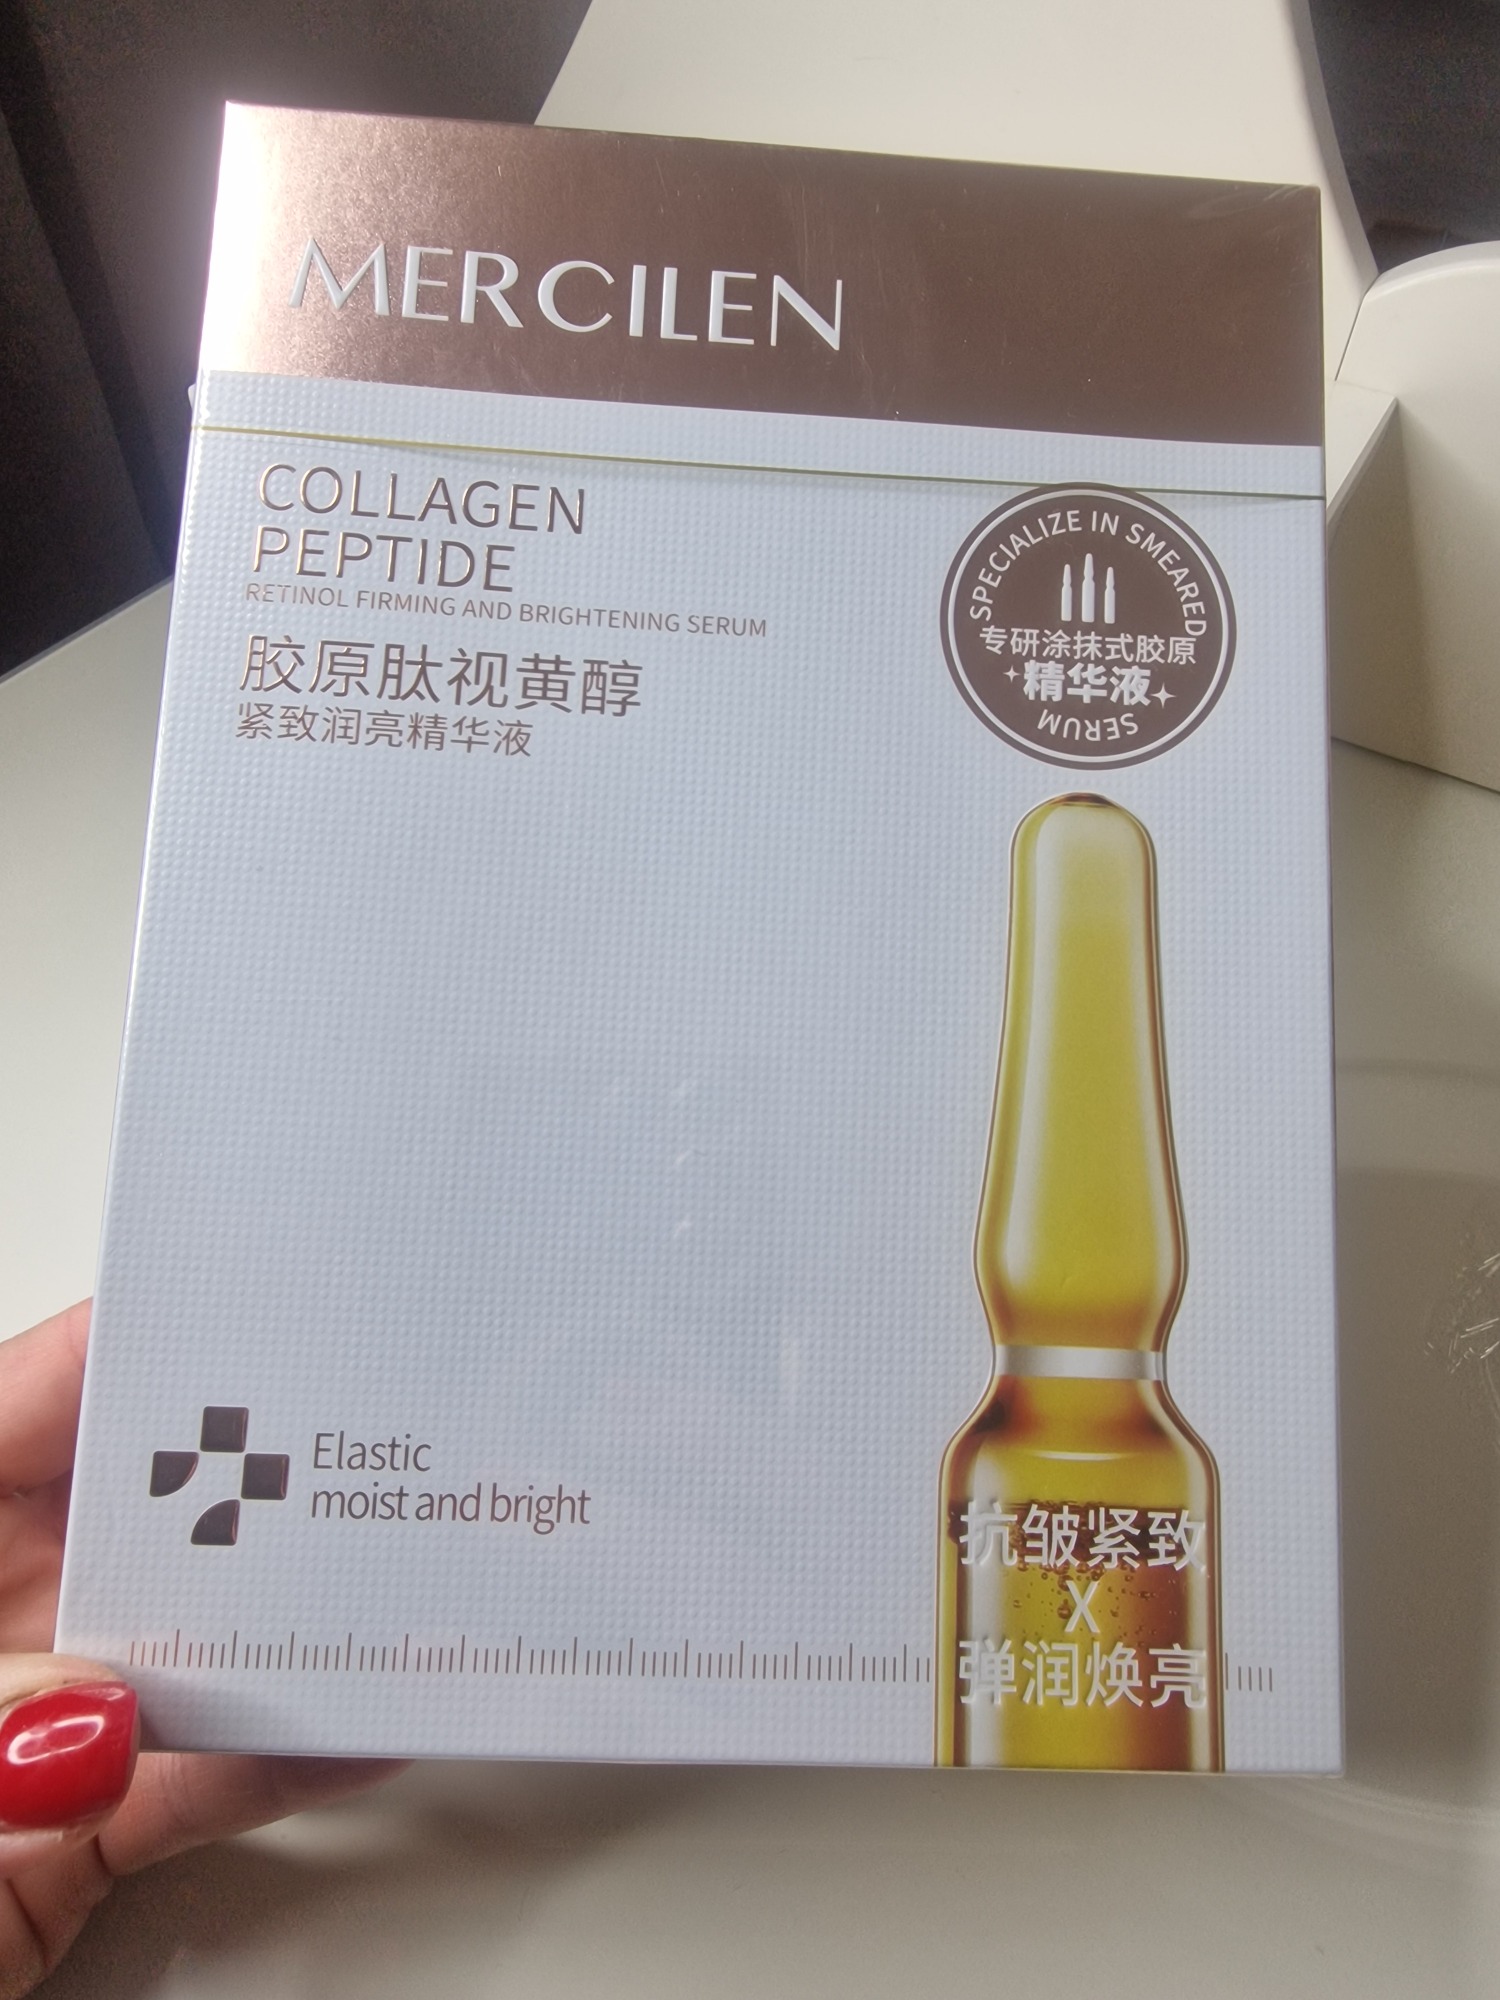 MERCILEN
COLLAGEN
PEPTIDE
RETINOL FIRMING AND BRIGHTENING SERUM
胶原肽视黄醇
紧致润亮精华液
SPECIALIZE IN SMEARED
专研涂抹式胶原
精华液
SERUM
Elastic
moist and bright
抗皱紧致
X
弹润焕亮